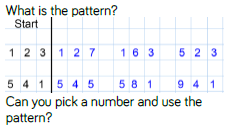 What is the pattern?
Start
1 2 3 1 2 7 1 6 3 5 2 3
5 4 1 5 4 5 5 8 1 9 4 1
Can you pick a number and use the
pattern?